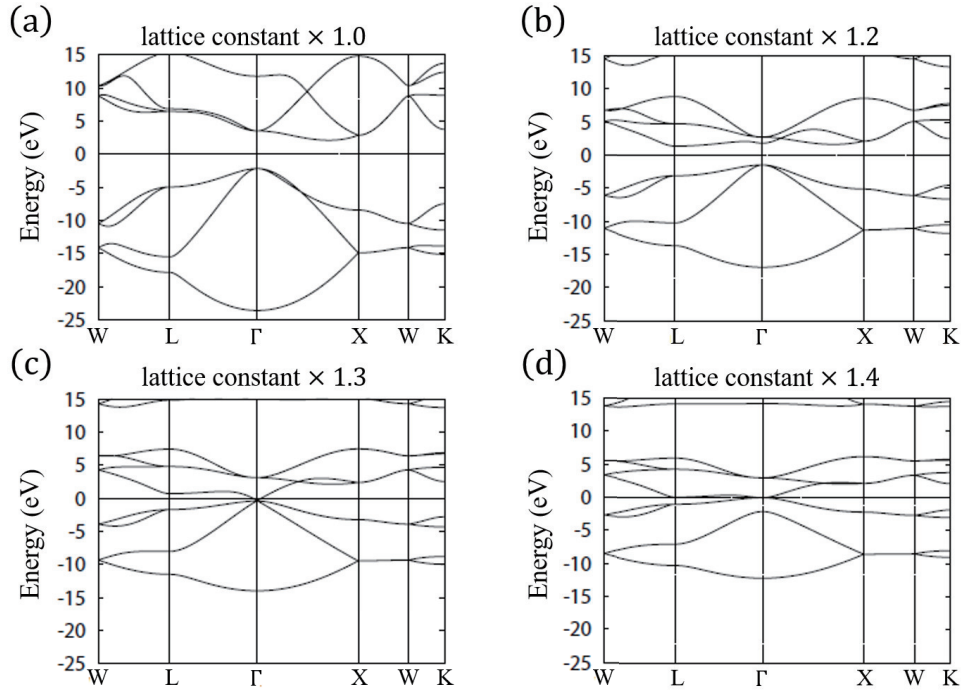 (a)
lattice constant × 1.0
15
10
5
0
-5
-10
-15
-20
-25
Energy (eV)
W L Γ X W K
(b)
lattice constant × 1.2
15
10
5
0
-5
-10
-15
-20
-25
Energy (eV)
W L Γ X W K
(c)
lattice constant × 1.3
15
10
5
0
-5
-10
-15
-20
-25
Energy (eV)
W L Γ X W K
(d)
lattice constant × 1.4
15
10
5
0
-5
-10
-15
-20
-25
Energy (eV)
W L Γ X W K